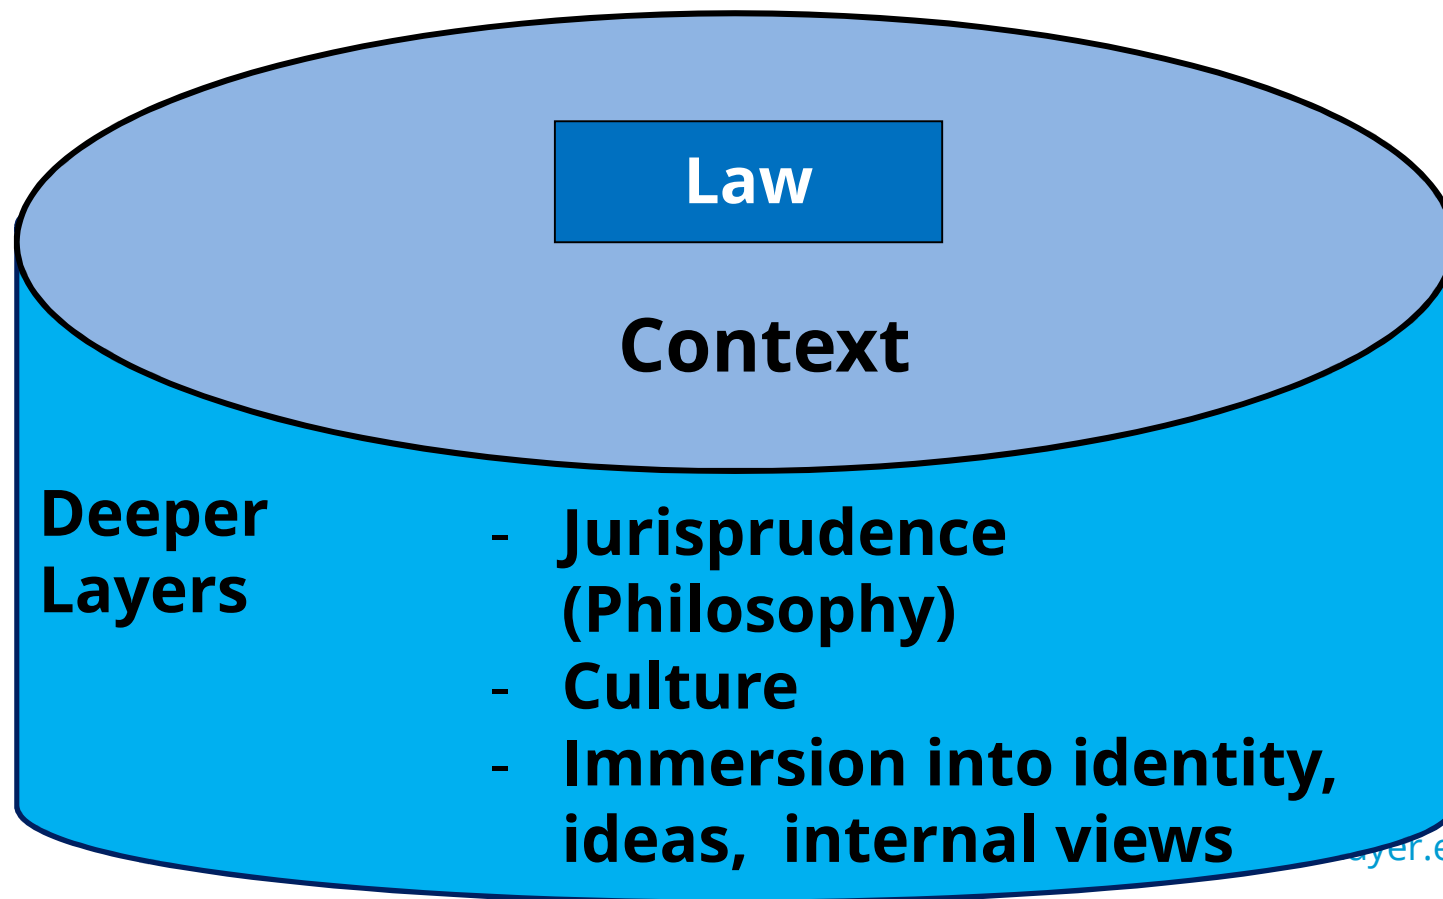 Law
Context
Deeper
Layers
- Jurisprudence
(Philosophy)
- Culture
- Immersion into identity,
ideas, internal views